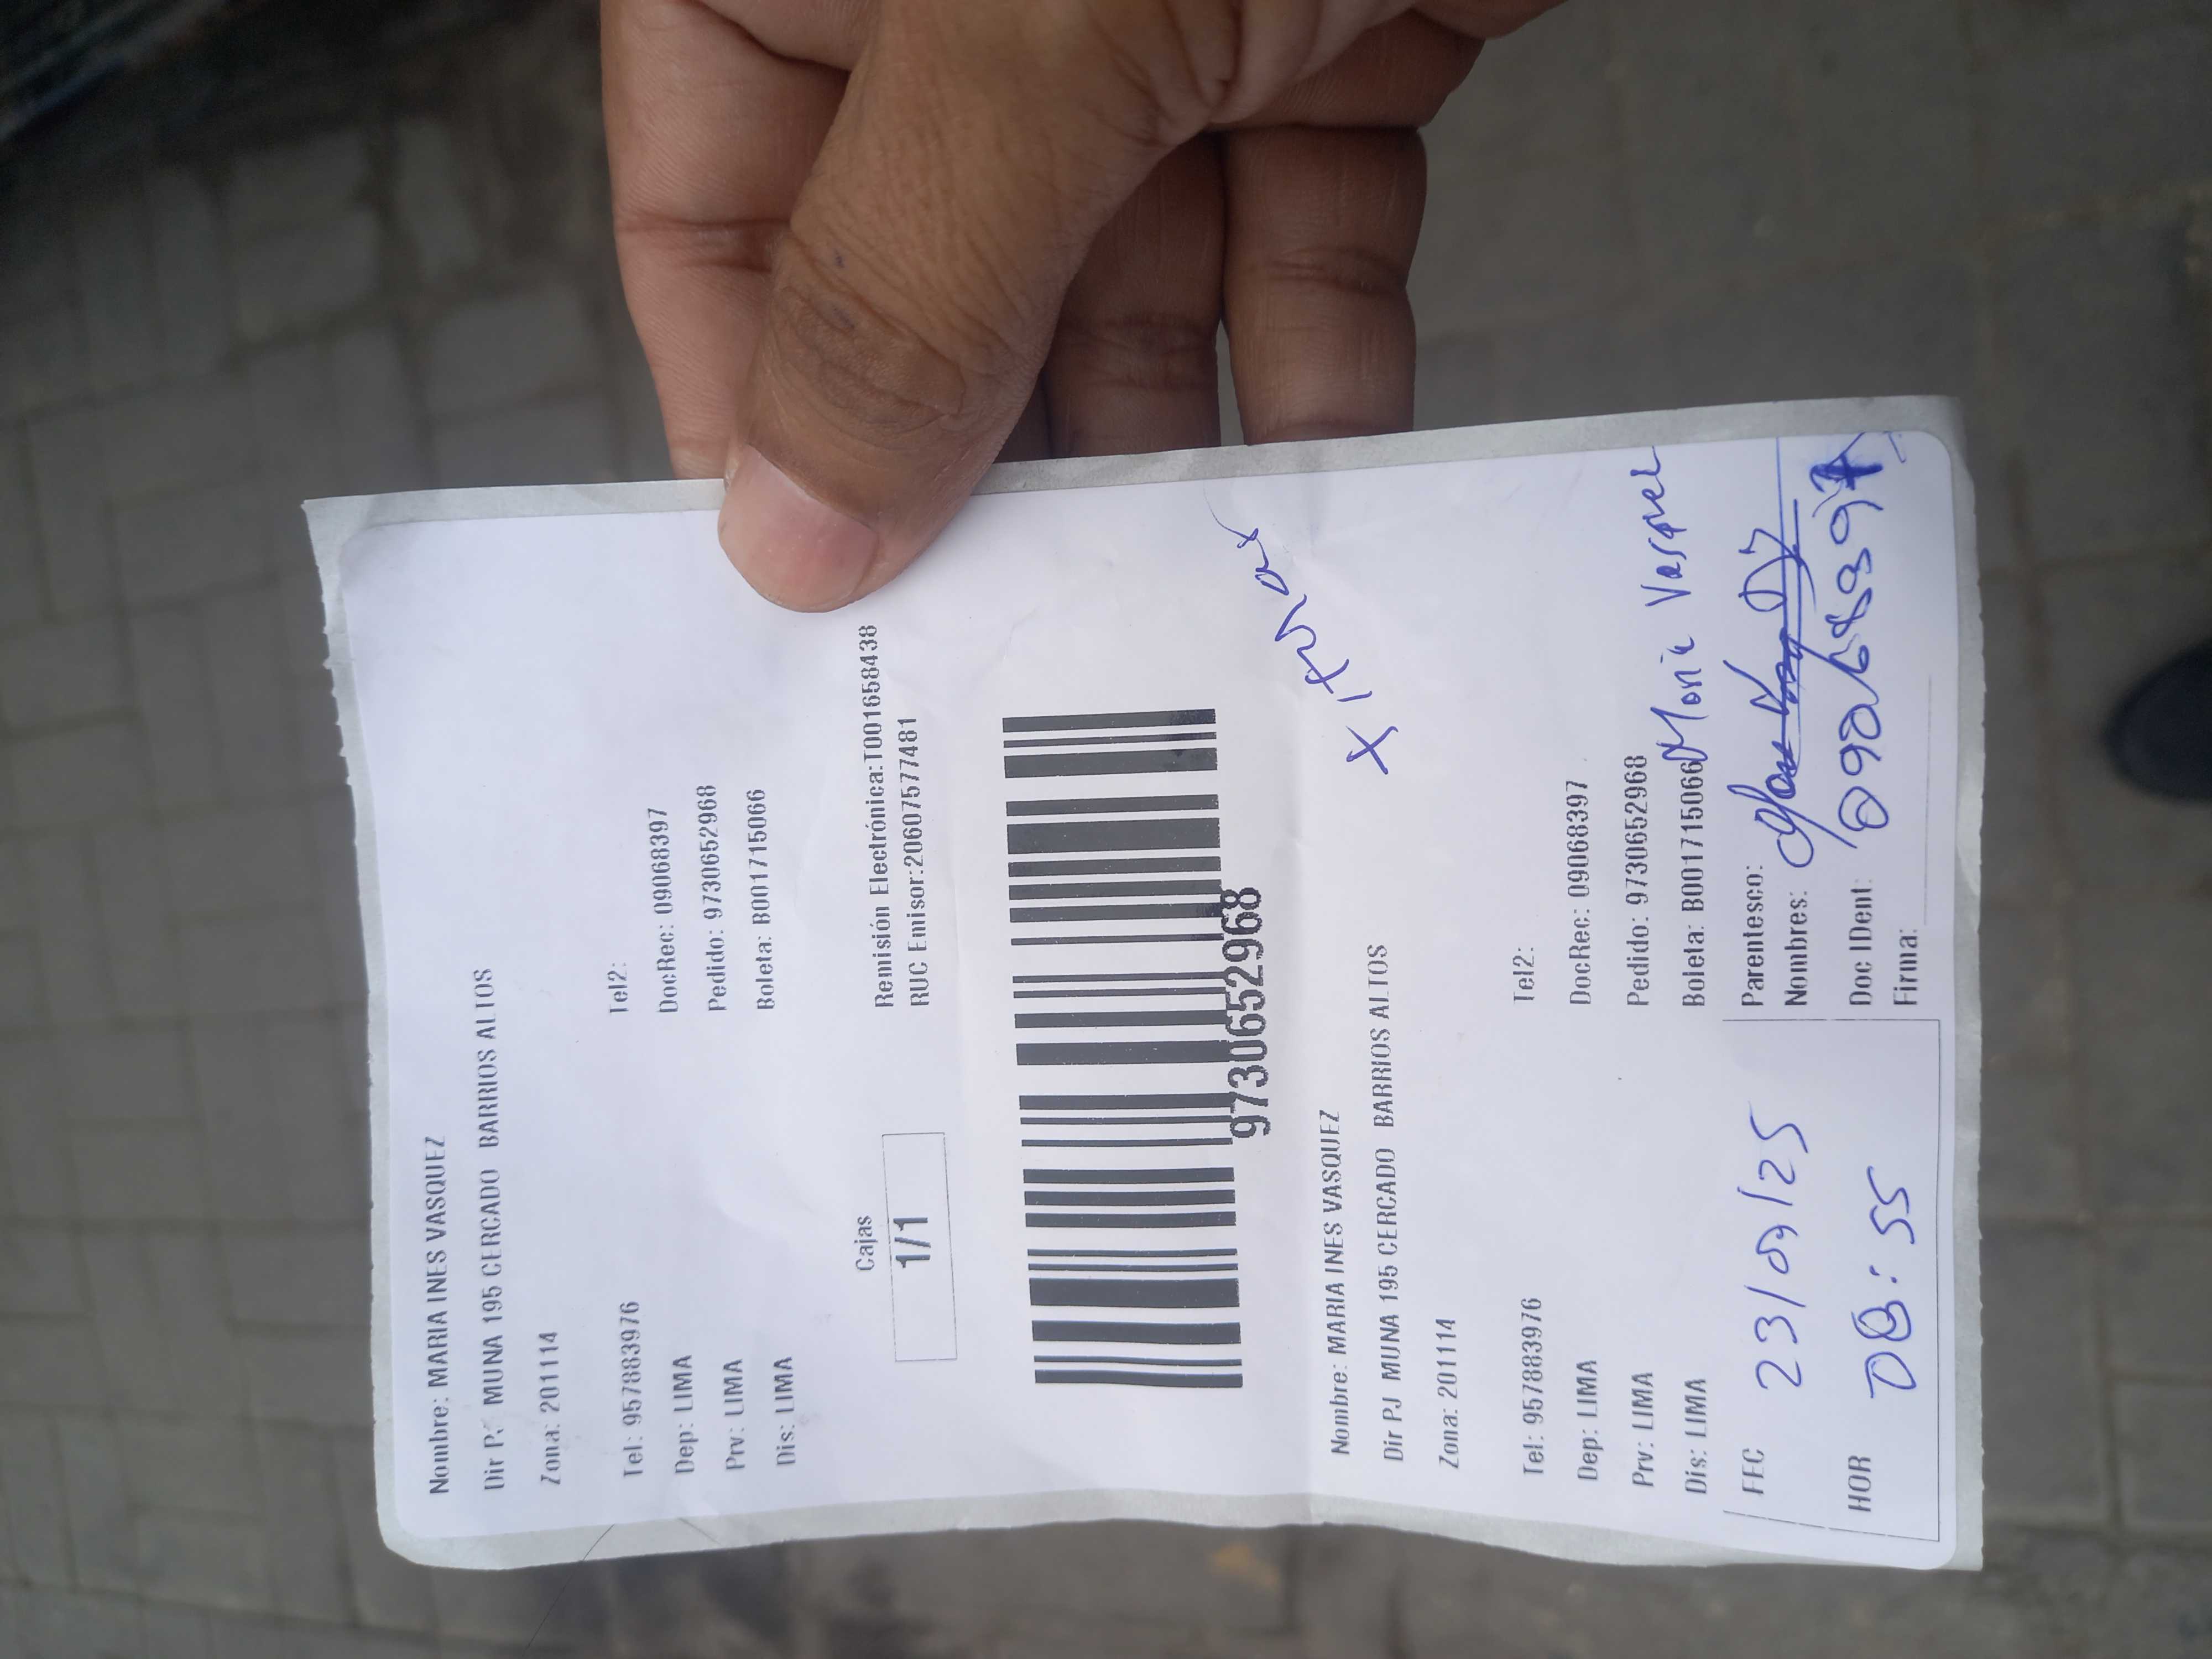 Nombre: MARIA INES VASQUEZ
Dir P. MUNA 195 CERCADO BARRIOS ALTOS
Zona: 201114
Tel: 957883976 Tel2:
Dep: LIMA DocRec: 09068397
Prv: LIMA Pedido: 973065​2968
Dis: LIMA Boleta: B001715066
Cajas
1/1
Remisión Electrónica:T001658438
RUC Emisor:20607577481
9730652968
Nombre: MARIA INES VASQUEZ
Dir PJ MUNA 195 CERCADO BARRIOS ALTOS
Zona: 201114
Tel: 957883976 Tel2:
Dep: LIMA DocRec: 09068397
Prv: LIMA Pedido: 9730652968
Dis: LIMA Boleta: B001715066
Vasquez
FEC 23/09/25
Parentesco:
Nombres:
HOR 08:55
Doc IDent:
Firma: